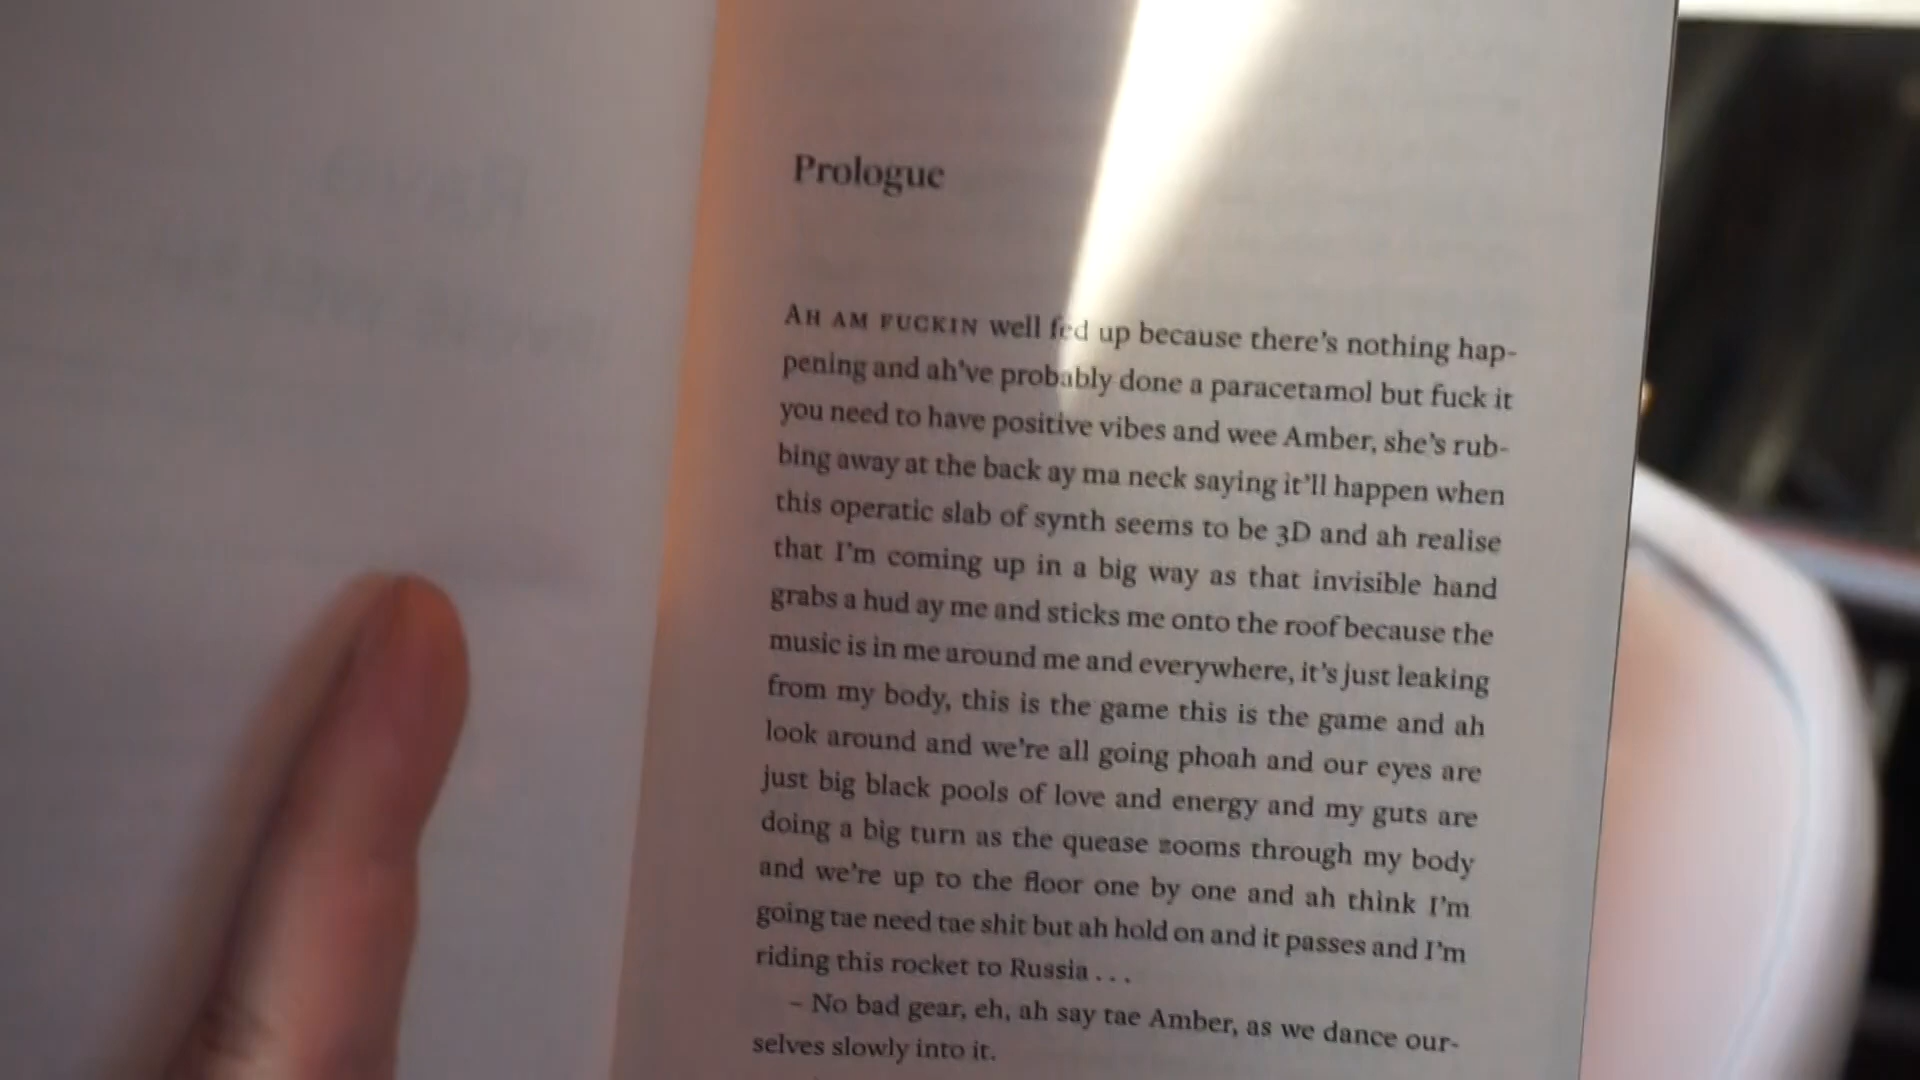 Prologue
AH AM FUCKIN well fed up because there's nothing hap-
pening and ah've probably done a paracetamol but fuck it
you need to have positive vibes and wee Amber, she's rub-
bing away at the back ay ma neck saying it'll happen when
this operatic slab of synth seems to be 3D and ah realise
that I'm coming up in a big way as that invisible hand
grabs a hud ay me and sticks me onto the roof because the
music is in me around me and everywhere, it's just leaking
from my body, this is the game this is the game and ah
look around and we're all going phoah and our eyes are
just big black pools of love and energy and my guts are
doing a big turn as the quease zooms through my body
and we're up to the floor one by one and ah think I'm
going tae need tae shit but ah hold on and it passes and I'm
riding this rocket to Russia . . .
– No bad gear, eh, ah say tae Amber, as we dance our-
selves slowly into it.